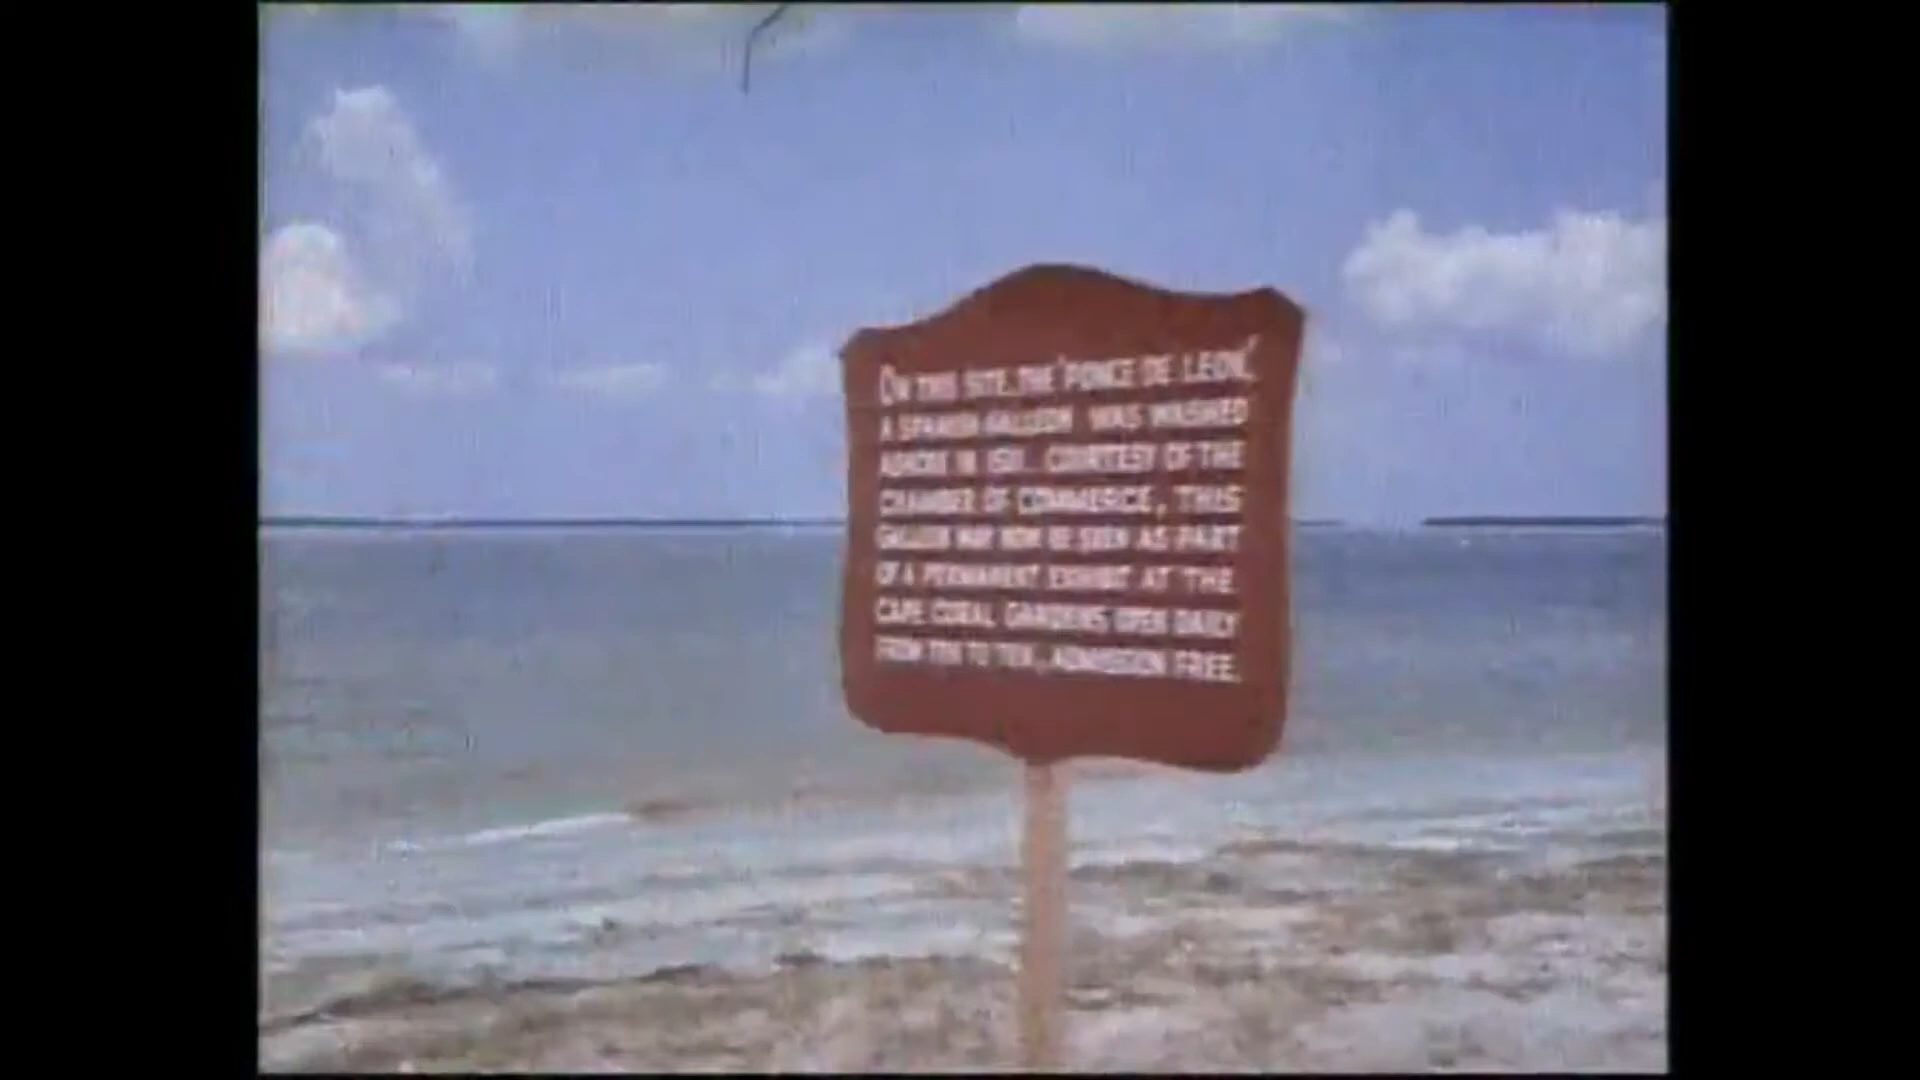 ON THIS SITE, THE "PONCE DE LEON,"
A SPANISH GALLEON WAS WASHED
ASHORE IN COURTESY OF THE
CHAMBER OF COMMERCE, THIS
GALLEON MAY NOW BE SEEN AS PART
OF A PERMANENT EXHIBIT AT THE
CAPE CORAL GARDENS OPEN DAILY
FROM TEN TO TEN, ADMISSION FREE.